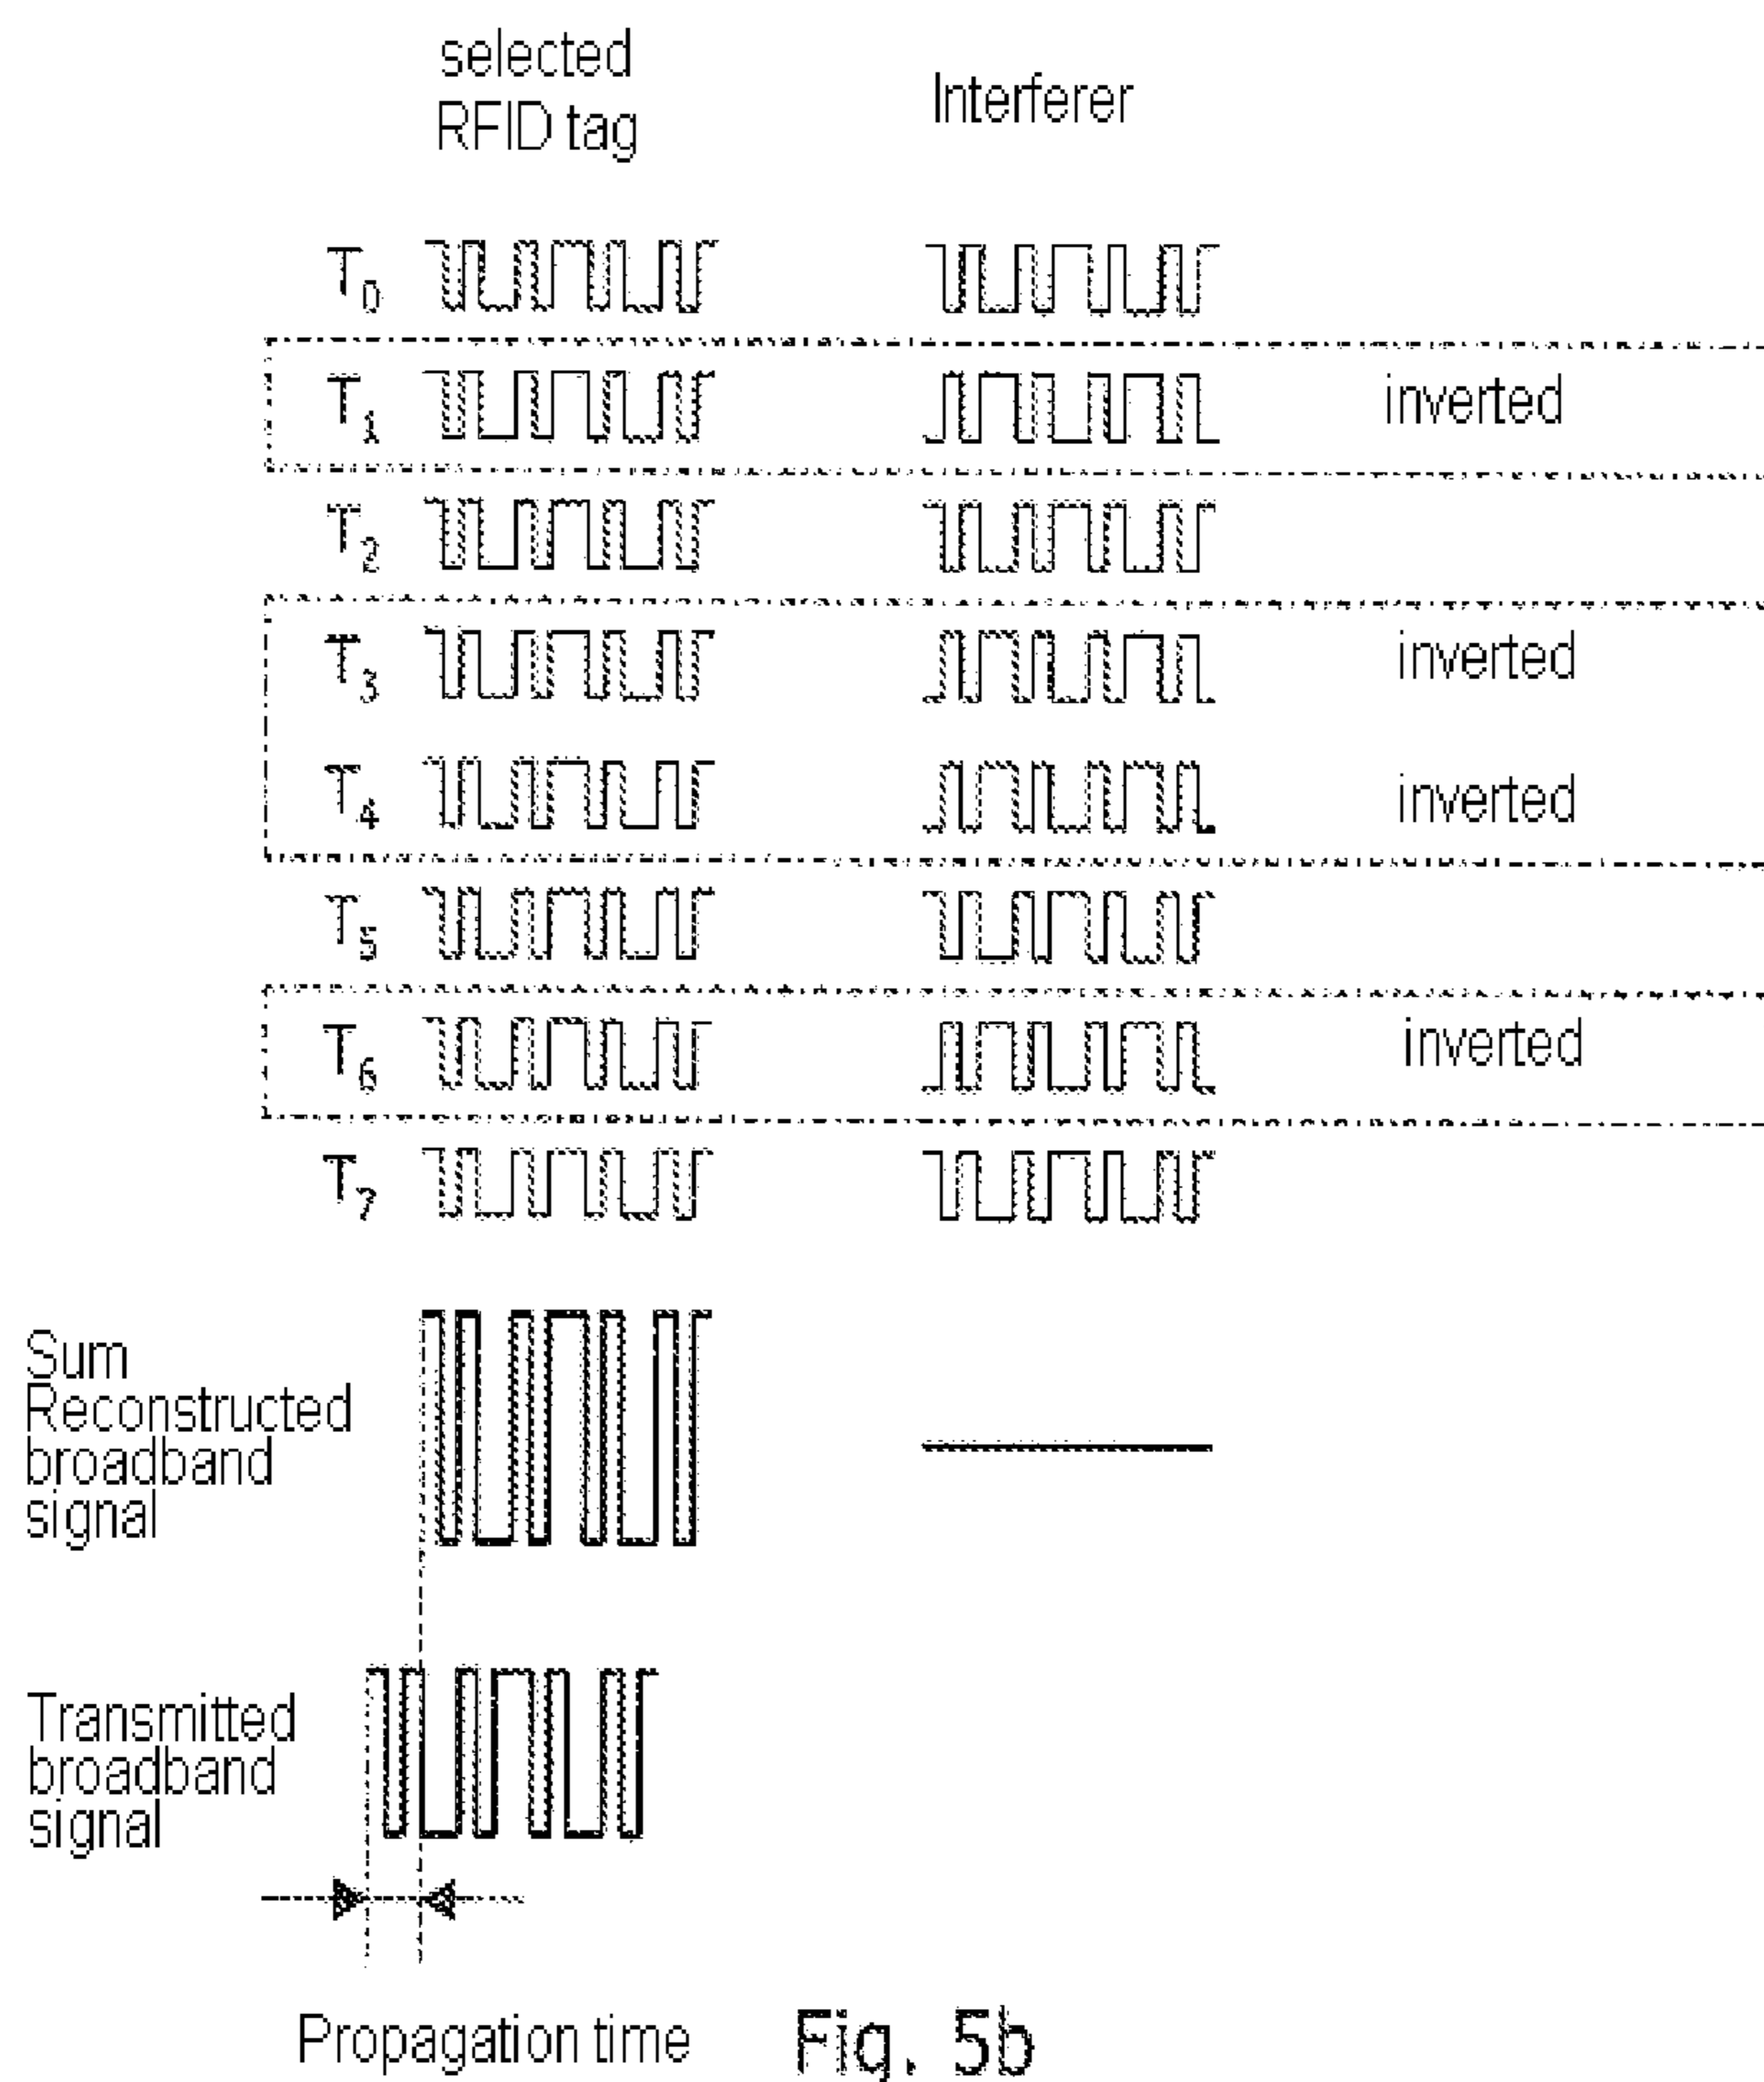 selected
RFID tag
Interferer
T0
T1 inverted
T2
T3 inverted
T4 inverted
T5
T6 inverted
T7
Sum
Reconstructed
broadband
signal
Transmitted
broadband
signal
Propagation time
Fig. 5b